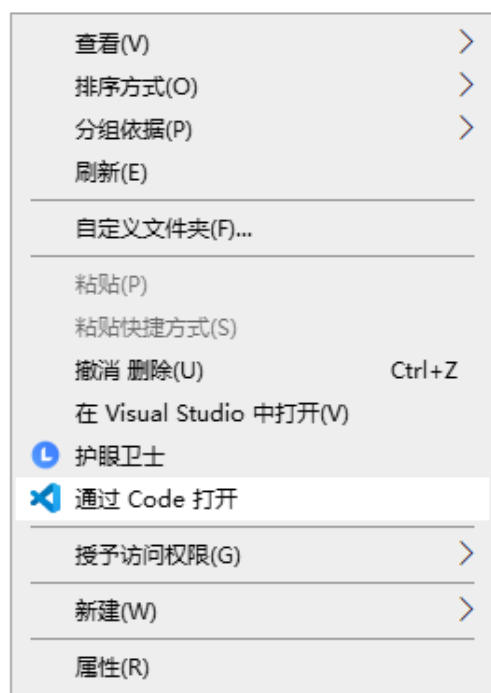 查看(V)
排序方式(O)
分组依据(P)
刷新(E)
自定义文件夹(F)...
粘贴(P)
粘贴快捷方式(S)
撤消 删除(U) Ctrl+Z
在 Visual Studio 中打开(V)
护眼卫士
通过 Code 打开
授予访问权限(G)
新建(W)
属性(R)